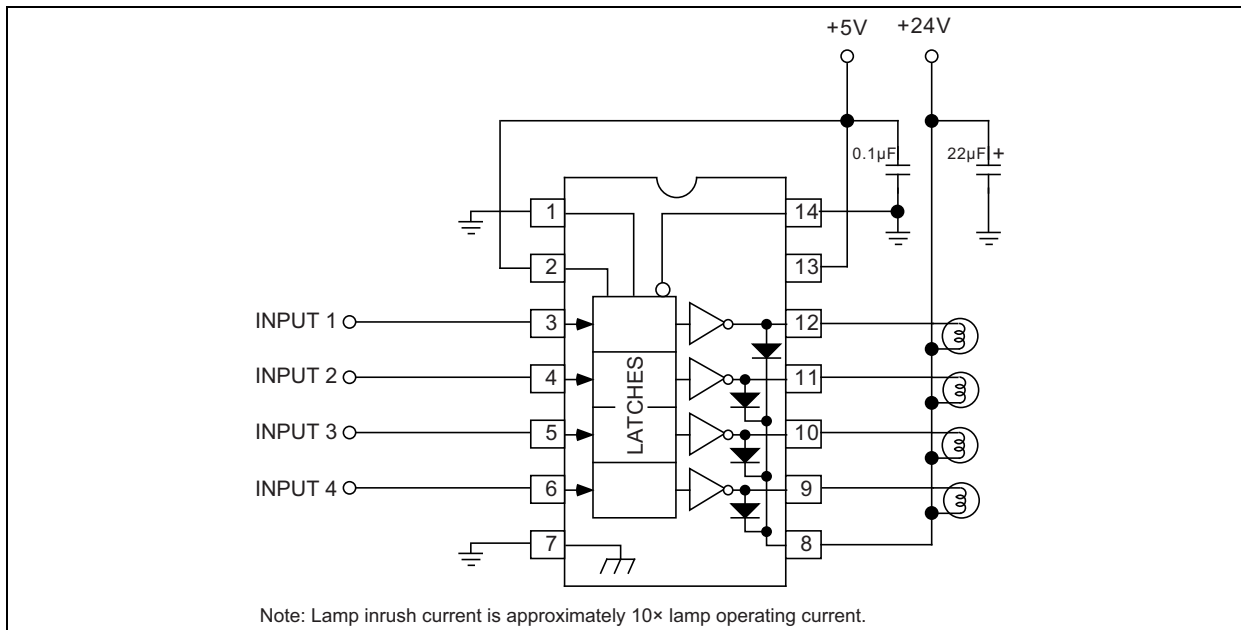 +5V +24V
0.1µF 22µF +
1 14
2 13
INPUT 1 3 12
INPUT 2 4 11
LATCHES
INPUT 3 5 10
INPUT 4 6 9
7 8
Note: Lamp inrush current is approximately 10× lamp operating current.